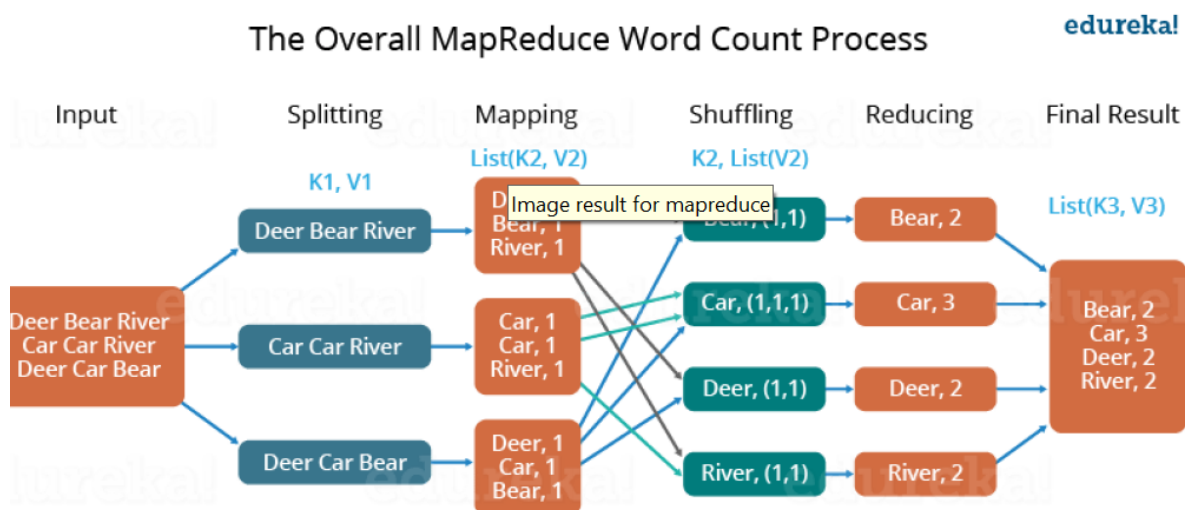 The Overall MapReduce Word Count Process
edureka!
Input
Splitting
Mapping
Shuffling
Reducing
Final Result
K1, V1
List(K2, V2)
K2, List(V2)
List(K3, V3)
Deer Bear River
Car Car River
Deer Car Bear
Deer Bear River
Car Car River
Deer Car Bear
Image result for mapreduce
Bear, 1
River, 1
Car, 1
Car, 1
River, 1
Deer, 1
Car, 1
Bear, 1
Bear, (1,1)
Car, (1,1,1)
Deer, (1,1)
River, (1,1)
Bear, 2
Car, 3
Deer, 2
River, 2
Bear, 2
Car, 3
Deer, 2
River, 2